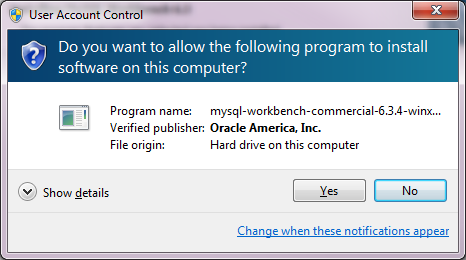 User Account Control
Do you want to allow the following program to install
software on this computer?
Program name: mysql-workbench-commercial-6.3.4-winx...
Verified publisher: Oracle America, Inc.
File origin: Hard drive on this computer
Show details
Yes No
Change when these notifications appear